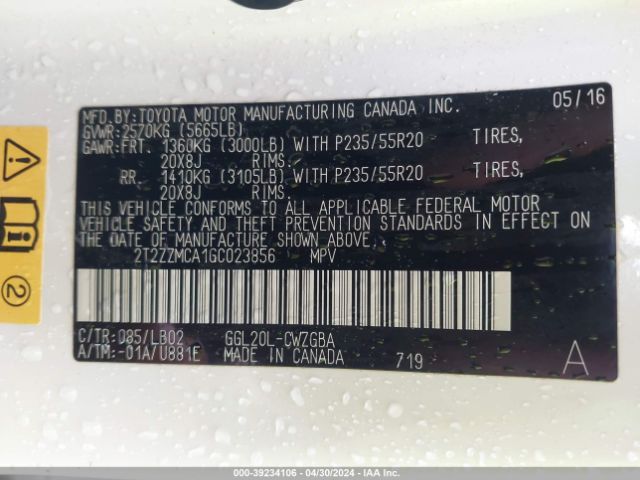 MFD.BY:TOYOTA MOTOR MANUFACTURING CANADA INC. 05/16
GVWR:2570KG (5665LB)
GAWR:FRT. 1360KG (3000LB) WITH P235/55R20 TIRES,
20X8J RIMS.
RR. 1410KG (3105LB) WITH P235/55R20 TIRES,
20X8J RIMS.
THIS VEHICLE CONFORMS TO ALL APPLICABLE FEDERAL MOTOR
VEHICLE SAFETY AND THEFT PREVENTION STANDARDS IN EFFECT ON
THE DATE OF MANUFACTURE SHOWN ABOVE.
2T2ZZMCA1GC023856 MPV
C/TR:085/LB02 GGL20L-CWZGBA
A/TM:-01A/U881E MADE IN CANADA 719 A
2
000-39234106 - 04/30/2024 - IAA Inc.